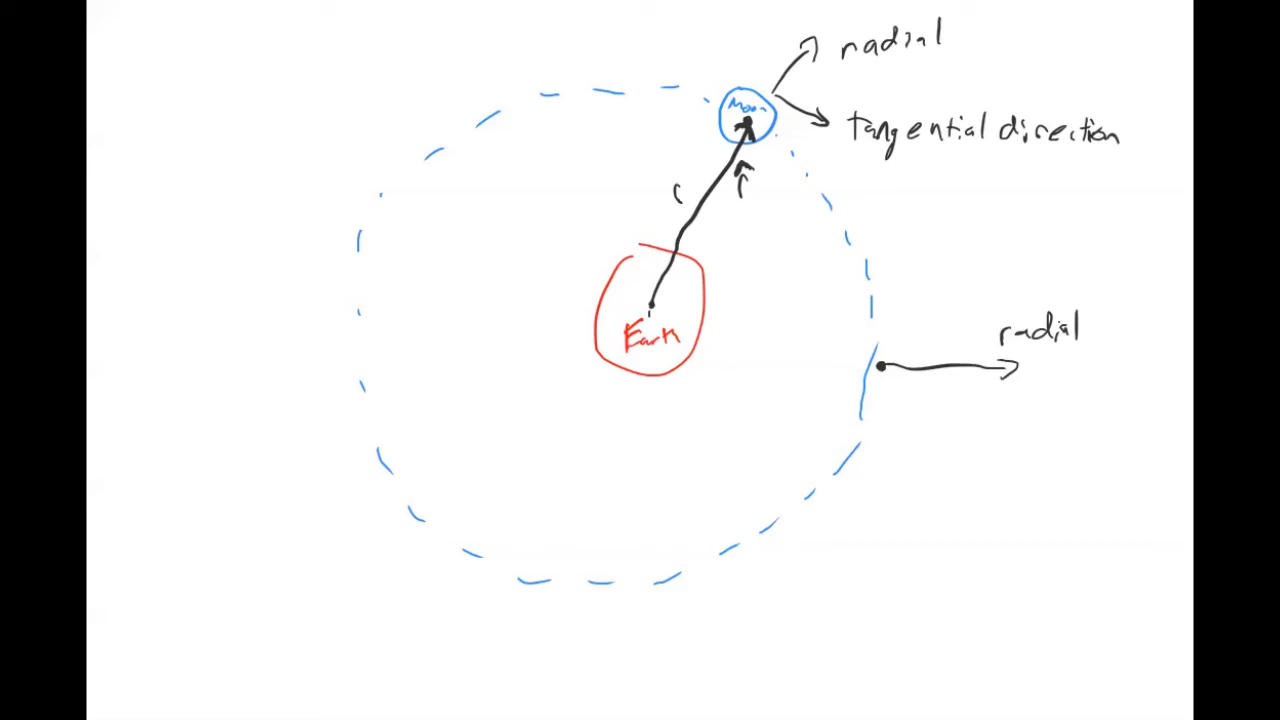 radial
Moon
tangential direction
r
r̂
radial
Earth